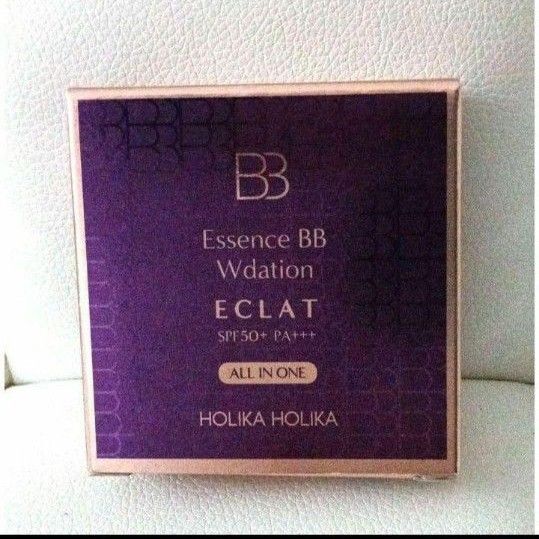 BB
Essence BB
Wdation
ECLAT
SPF50+ PA+++
ALL IN ONE
HOLIKA HOLIKA